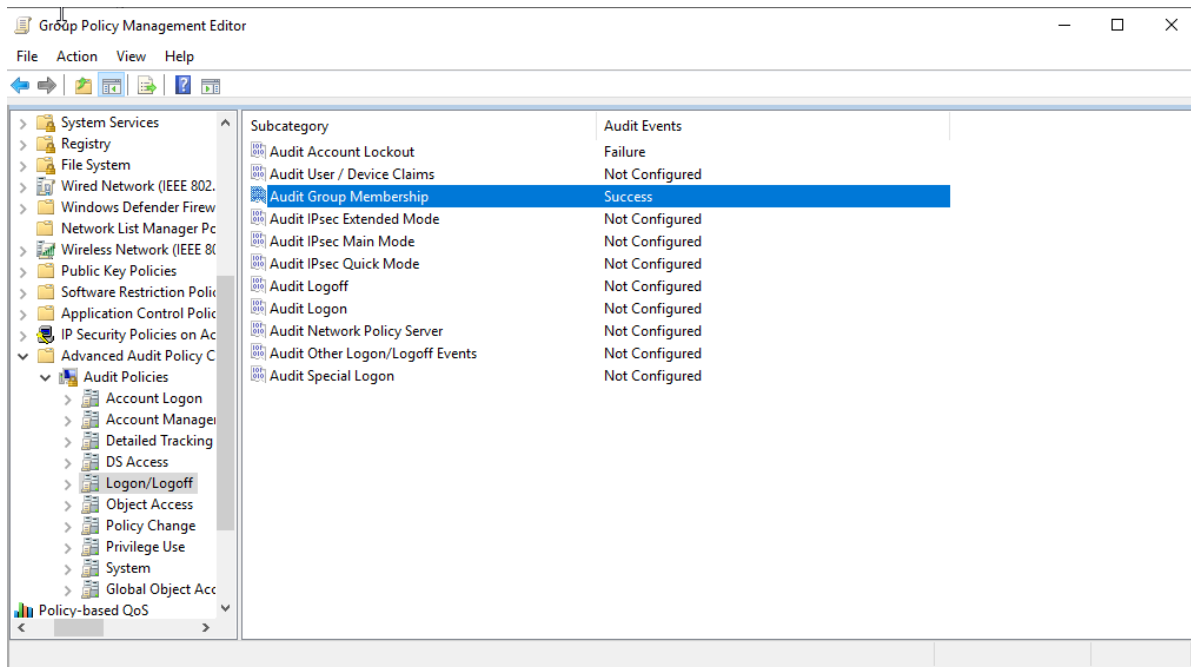 Group Policy Management Editor
File Action View Help
System Services
Registry
File System
Wired Network (IEEE 802.
Windows Defender Firew
Network List Manager Pc
Wireless Network (IEEE 80
Public Key Policies
Software Restriction Polic
Application Control Polic
IP Security Policies on Ac
Advanced Audit Policy C
Audit Policies
Account Logon
Account Manager
Detailed Tracking
DS Access
Logon/Logoff
Object Access
Policy Change
Privilege Use
System
Global Object Acc
Policy-based QoS
Subcategory Audit Events
Audit Account Lockout Failure
Audit User / Device Claims Not Configured
Audit Group Membership Success
Audit IPsec Extended Mode Not Configured
Audit IPsec Main Mode Not Configured
Audit IPsec Quick Mode Not Configured
Audit Logoff Not Configured
Audit Logon Not Configured
Audit Network Policy Server Not Configured
Audit Other Logon/Logoff Events Not Configured
Audit Special Logon Not Configured